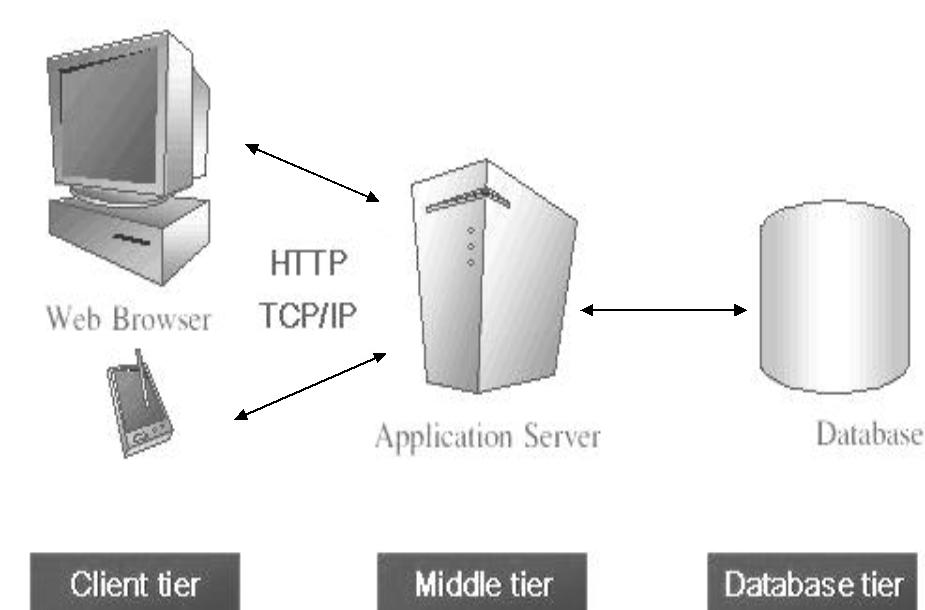 HTTP
TCP/IP
Web Browser
Application Server
Database
Client tier
Middle tier
Database tier